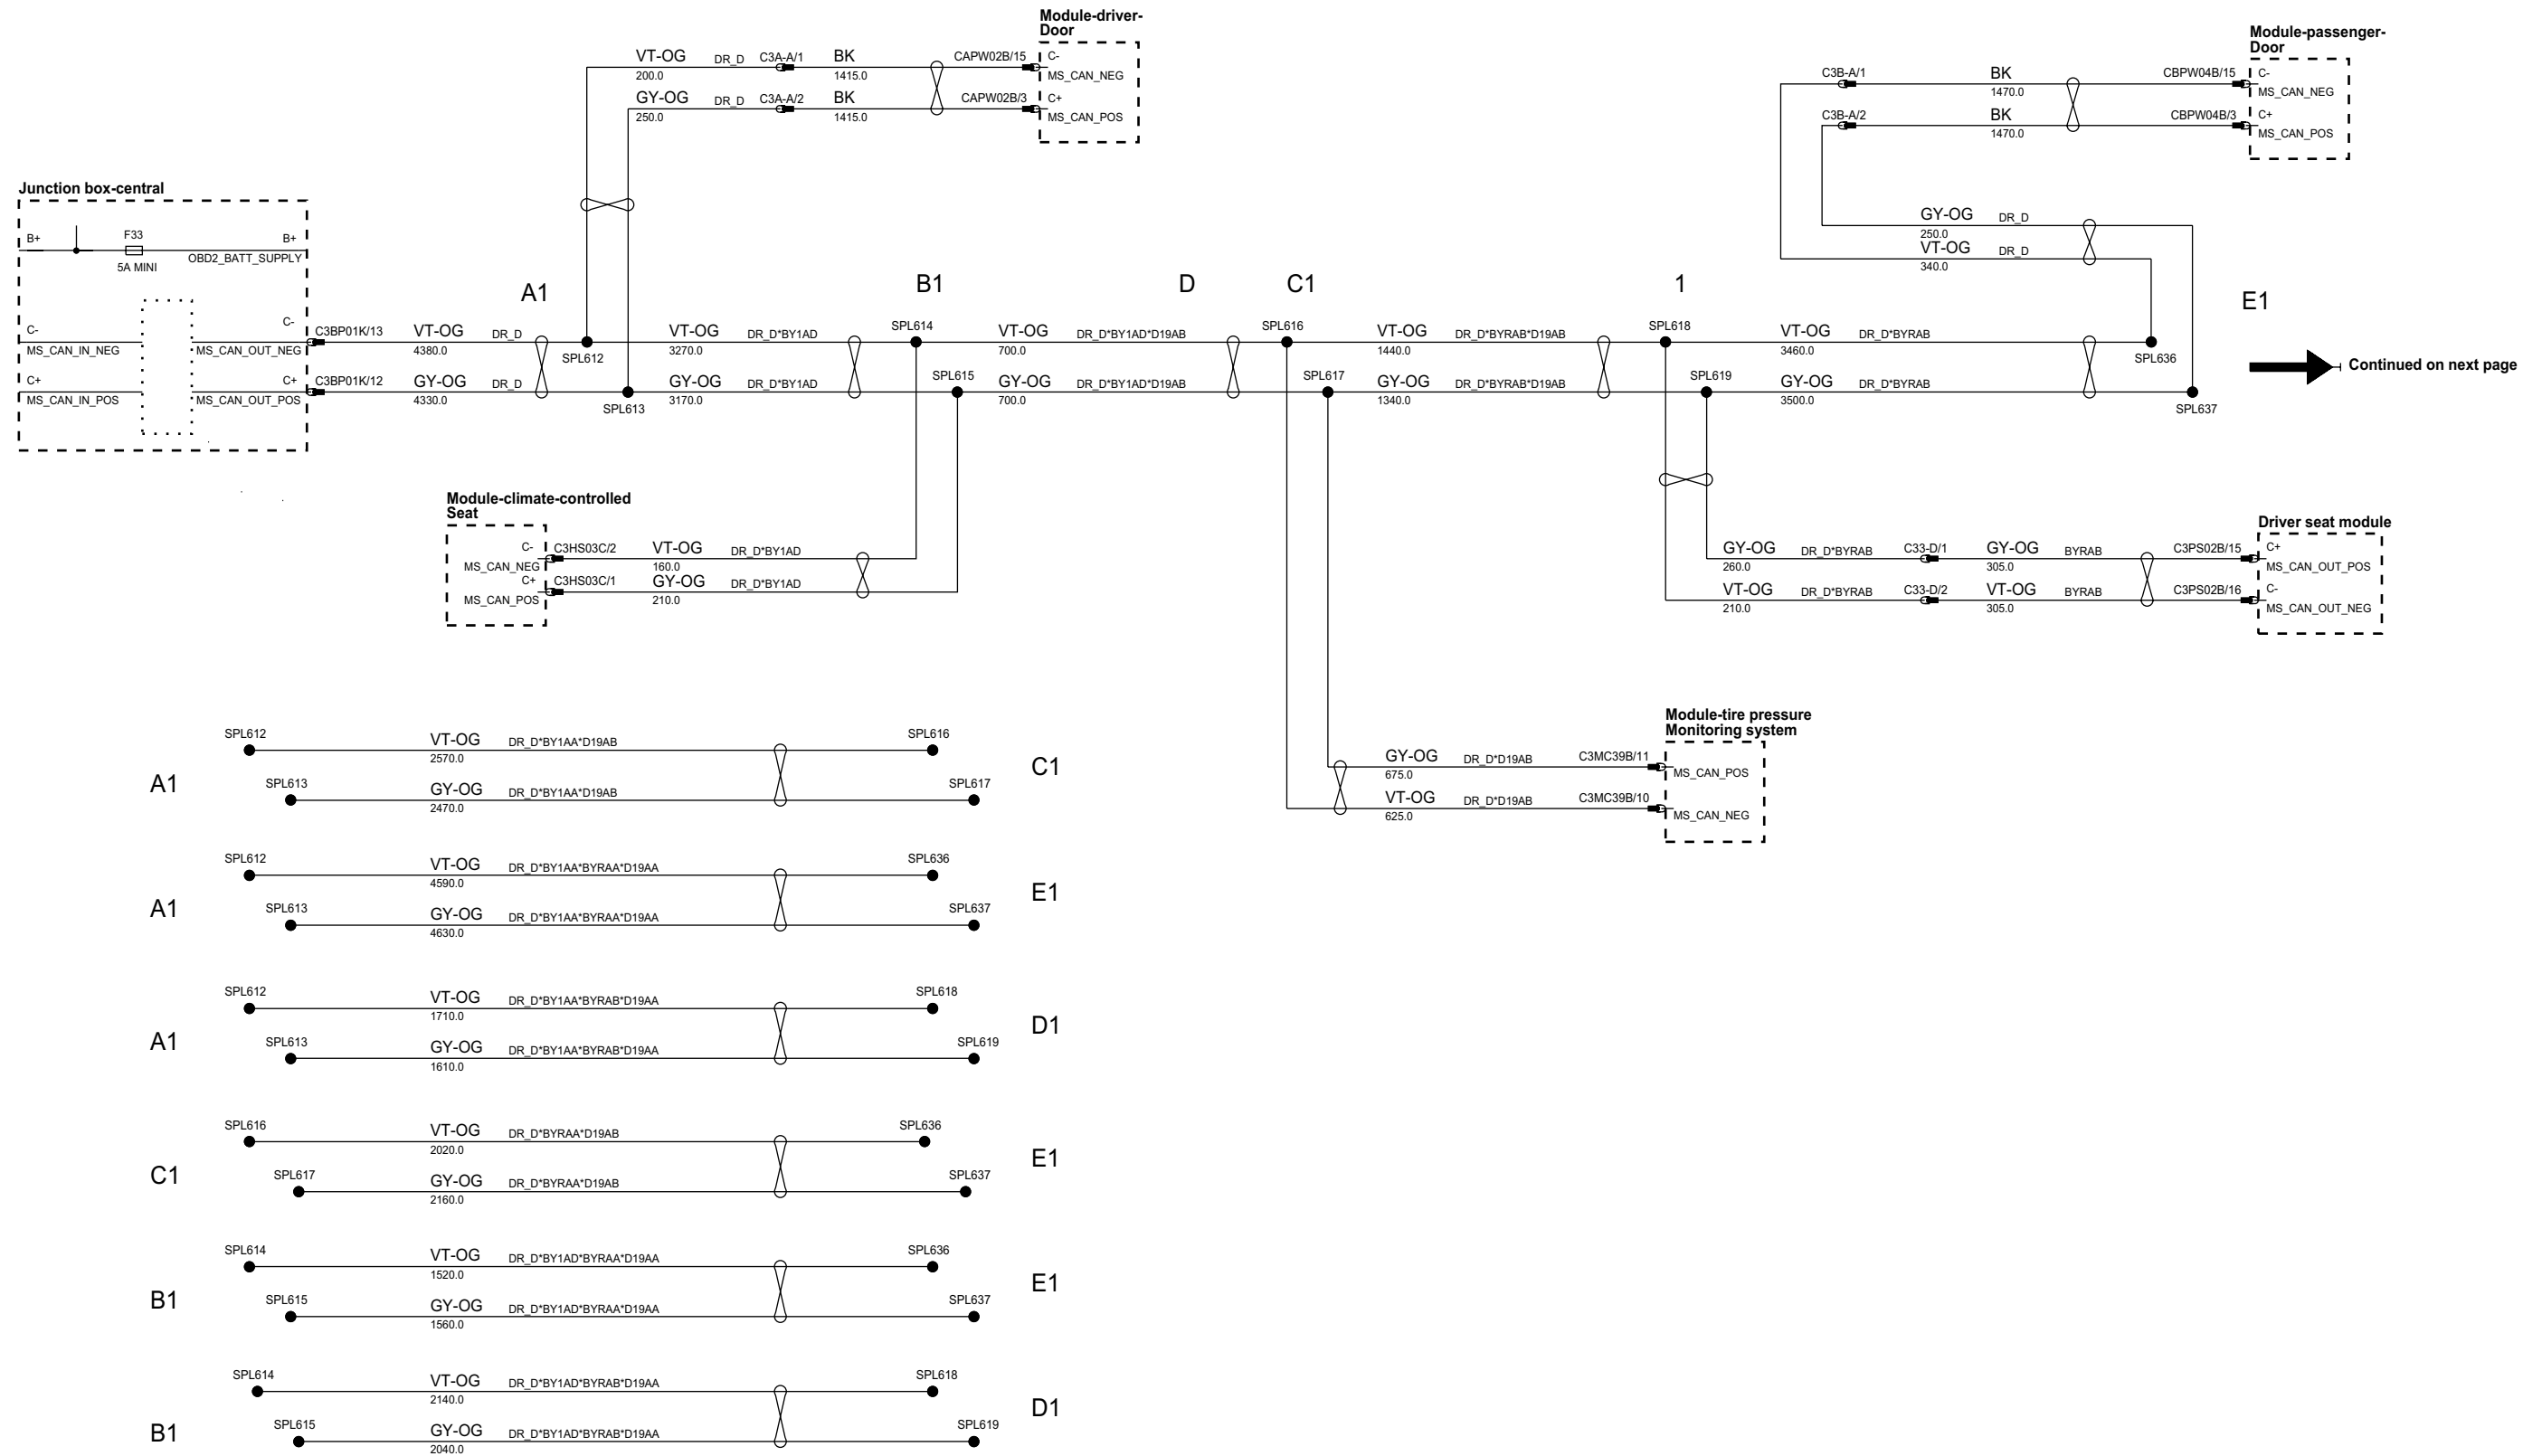 Module-driver-
Door
VT-OG DR_D C3A-A/1 BK CAPW02B/15 C-
200.0 1415.0 MS_CAN_NEG
GY-OG DR_D C3A-A/2 BK CAPW02B/3 C+
250.0 1415.0 MS_CAN_POS
Module-passenger-
Door
C3B-A/1 BK CBPW04B/15 C-
1470.0 MS_CAN_NEG
C3B-A/2 BK CBPW04B/3 C+
1470.0 MS_CAN_POS
GY-OG DR_D
250.0
VT-OG DR_D
340.0
Junction box-central
B+ F33 B+
5A MINI OBD2_BATT_SUPPLY
A1 B1 D C1 1 E1
C- C- C3BP01K/13 VT-OG DR_D VT-OG DR_D*BY1AD SPL614 VT-OG DR_D*BY1AD*D19AB SPL616 VT-OG DR_D*BYRAB*D19AB SPL618 VT-OG DR_D*BYRAB
MS_CAN_IN_NEG MS_CAN_OUT_NEG 4380.0 SPL612 3270.0 700.0 1440.0 3460.0 SPL636
C+ C+ C3BP01K/12 GY-OG DR_D GY-OG DR_D*BY1AD SPL615 GY-OG DR_D*BY1AD*D19AB SPL617 GY-OG DR_D*BYRAB*D19AB SPL619 GY-OG DR_D*BYRAB
MS_CAN_IN_POS MS_CAN_OUT_POS 4330.0 SPL613 3170.0 700.0 1340.0 3500.0 SPL637
Continued on next page
Module-climate-controlled
Seat
C- C3HS03C/2 VT-OG DR_D*BY1AD
MS_CAN_NEG 160.0
C+ C3HS03C/1 GY-OG DR_D*BY1AD
MS_CAN_POS 210.0
Driver seat module
GY-OG DR_D*BYRAB C33-D/1 GY-OG BYRAB C3PS02B/15 C+
260.0 305.0 MS_CAN_OUT_POS
VT-OG DR_D*BYRAB C33-D/2 VT-OG BYRAB C3PS02B/16 C-
210.0 305.0 MS_CAN_OUT_NEG
Module-tire pressure
Monitoring system
GY-OG DR_D*D19AB C3MC39B/11
675.0 MS_CAN_POS
VT-OG DR_D*D19AB C3MC39B/10
625.0 MS_CAN_NEG
SPL612 VT-OG DR_D*BY1AA*D19AB SPL616
2570.0
A1 C1
SPL613 GY-OG DR_D*BY1AA*D19AB SPL617
2470.0
SPL612 VT-OG DR_D*BY1AA*BYRAA*D19AA SPL636
4590.0
A1 E1
SPL613 GY-OG DR_D*BY1AA*BYRAA*D19AA SPL637
4630.0
SPL612 VT-OG DR_D*BY1AA*BYRAB*D19AA SPL618
1710.0
A1 D1
SPL613 GY-OG DR_D*BY1AA*BYRAB*D19AA SPL619
1610.0
SPL616 VT-OG DR_D*BYRAA*D19AB SPL636
2020.0
C1 E1
SPL617 GY-OG DR_D*BYRAA*D19AB SPL637
2160.0
SPL614 VT-OG DR_D*BY1AD*BYRAA*D19AA SPL636
1520.0
B1 E1
SPL615 GY-OG DR_D*BY1AD*BYRAA*D19AA SPL637
1560.0
SPL614 VT-OG DR_D*BY1AD*BYRAB*D19AA SPL618
2140.0
B1 D1
SPL615 GY-OG DR_D*BY1AD*BYRAB*D19AA SPL619
2040.0